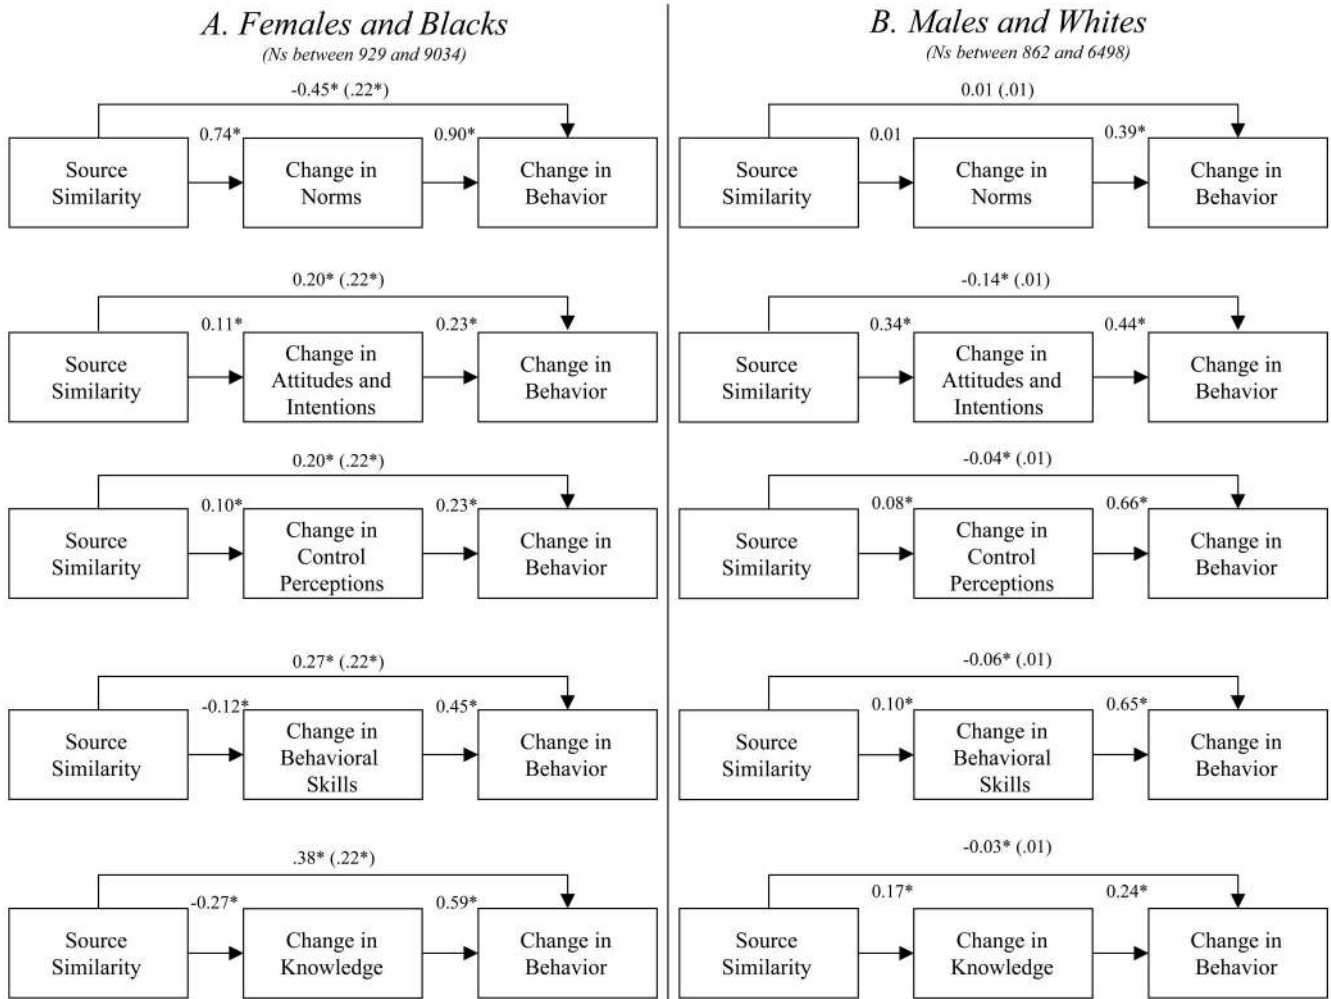 A. Females and Blacks
(Ns between 929 and 9034)
-0.45* (.22*)
0.74*
0.90*
Source
Similarity
Change in
Norms
Change in
Behavior
0.20* (.22*)
0.11*
0.23*
Source
Similarity
Change in
Attitudes and
Intentions
Change in
Behavior
0.20* (.22*)
0.10*
0.23*
Source
Similarity
Change in
Control
Perceptions
Change in
Behavior
0.27* (.22*)
-0.12*
0.45*
Source
Similarity
Change in
Behavioral
Skills
Change in
Behavior
.38* (.22*)
-0.27*
0.59*
Source
Similarity
Change in
Knowledge
Change in
Behavior
B. Males and Whites
(Ns between 862 and 6498)
0.01 (.01)
0.01
0.39*
Source
Similarity
Change in
Norms
Change in
Behavior
-0.14* (.01)
0.34*
0.44*
Source
Similarity
Change in
Attitudes and
Intentions
Change in
Behavior
-0.04* (.01)
0.08*
0.66*
Source
Similarity
Change in
Control
Perceptions
Change in
Behavior
-0.06* (.01)
0.10*
0.65*
Source
Similarity
Change in
Behavioral
Skills
Change in
Behavior
-0.03* (.01)
0.17*
0.24*
Source
Similarity
Change in
Knowledge
Change in
Behavior